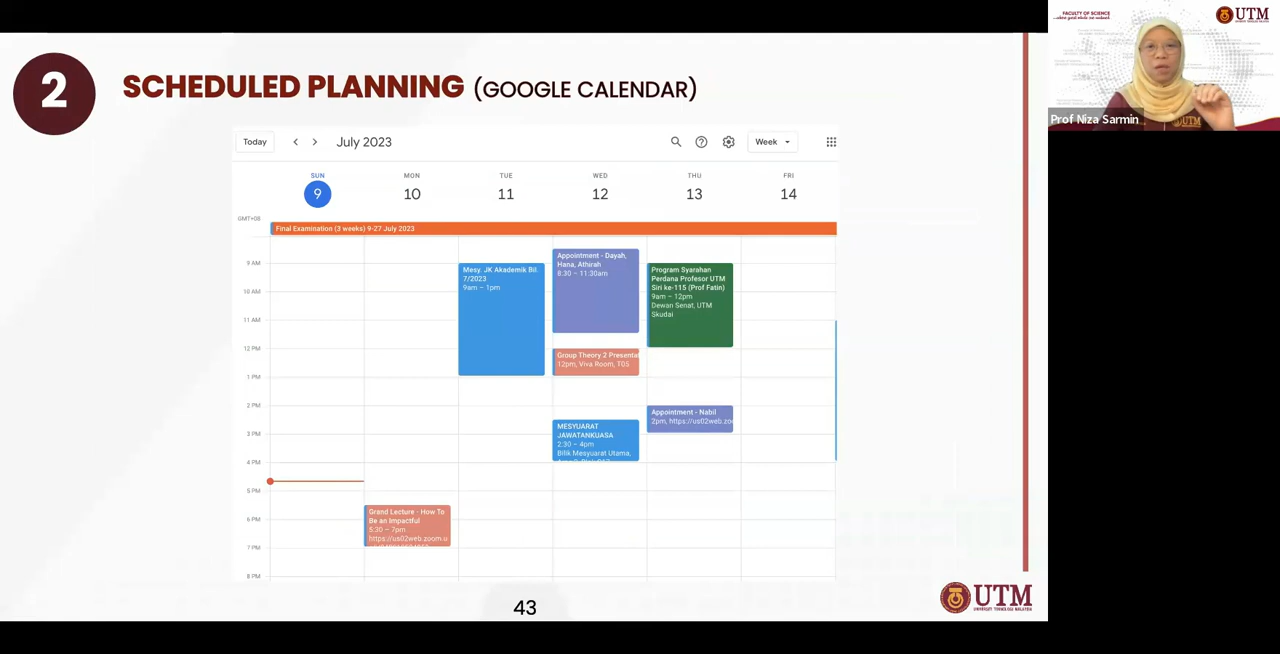 FACULTY OF SCIENCE
UTM
2
SCHEDULED PLANNING (GOOGLE CALENDAR)
Prof Niza Sarmin
Today
July 2023
Week
SUN MON TUE WED THU FRI
9 10 11 12 13 14
GMT+08
Final Examination (3 weeks) 9-27 July 2023
9 AM
10 AM
11 AM
12 PM
1 PM
2 PM
3 PM
4 PM
5 PM
6 PM
7 PM
8 PM
Grand Lecture - How To
Be an Impactful
5:30 – 7pm
https://us02web.zoom.u
Mesy. JK Akademik Bil.
7/2023
9am – 1pm
Appointment - Dayah,
Hana, Athirah
8:30 – 11:30am
Group Theory 2 Presentat
12pm, Viva Room, T05
MESYUARAT
JAWATANKUASA
2:30 – 4pm
Bilik Mesyuarat Utama,
Program Syarahan
Perdana Profesor UTM
Siri ke-115 (Prof Fatin)
9am – 12pm
Dewan Senat, UTM
Skudai
Appointment - Nabil
2pm, https://us02web.zoo
43
UTM
UNIVERSITI TEKNOLOGI MALAYSIA